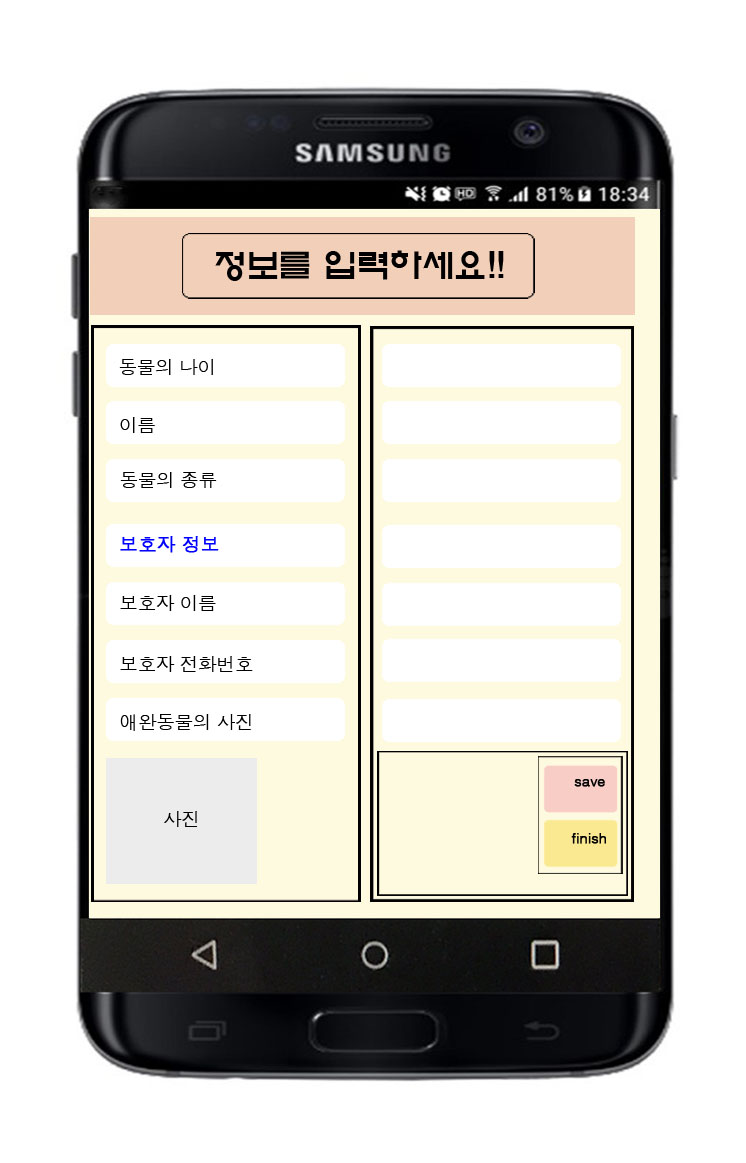 SAMSUNG
HD 81% 18:34
정보를 입력하세요!!
동물의 나이
이름
동물의 종류
보호자 정보
보호자 이름
보호자 전화번호
애완동물의 사진
사진
save
finish